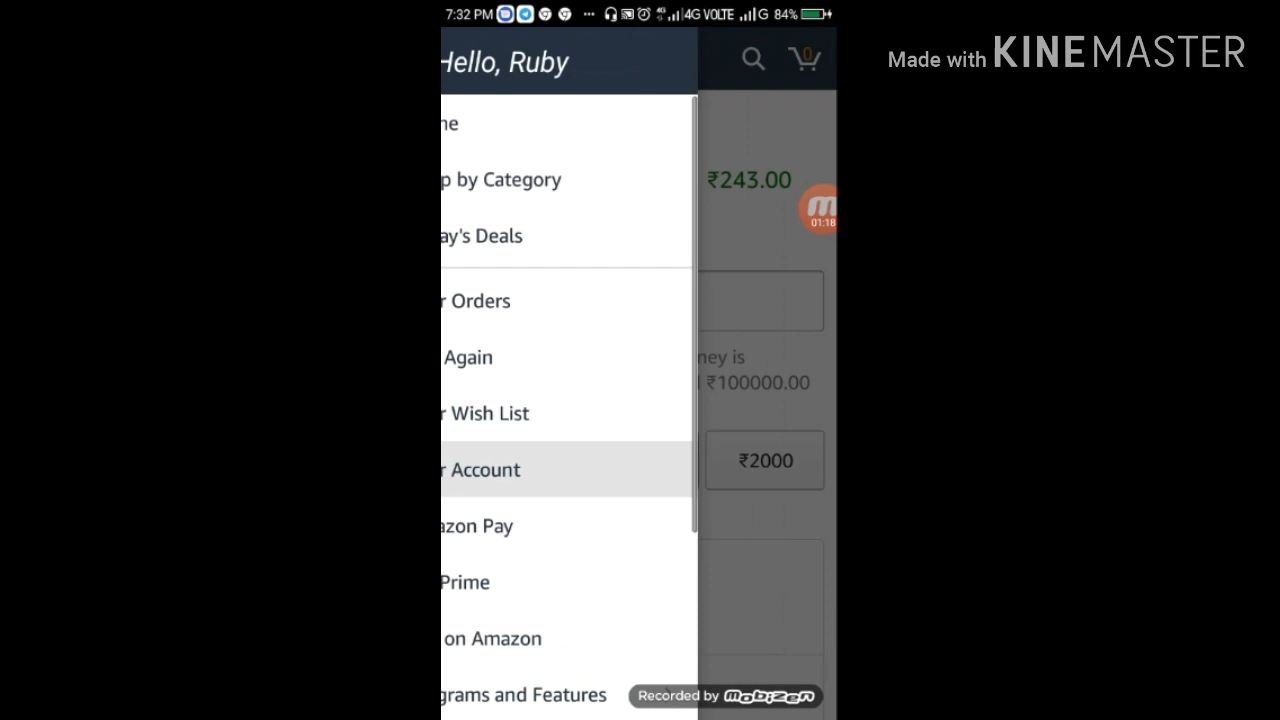 7:32 PM 4G 4G VOLTE G 84%
Hello, Ruby
0
Made with KINEMASTER
ne
p by Category
₹243.00
01:18
ay's Deals
r Orders
Again
ney is
₹100000.00
r Wish List
r Account
₹2000
azon Pay
Prime
on Amazon
grams and Features
Recorded by mobizen